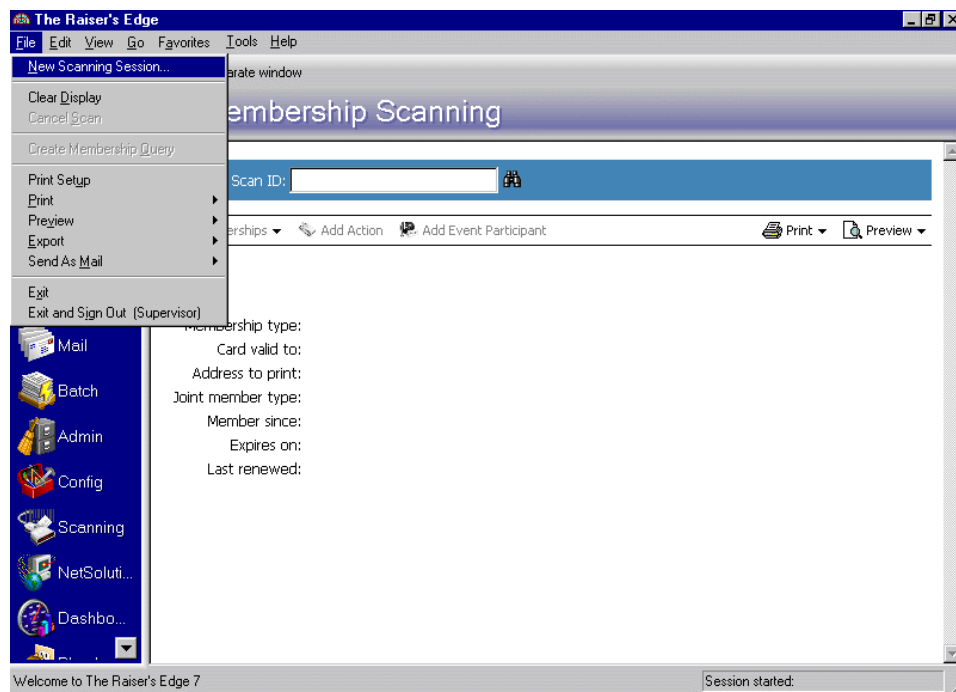 The Raiser's Edge
File Edit View Go Favorites Tools Help
New Scanning Session...
arate window
Clear Display
embership Scanning
Cancel Scan
Create Membership Query
Print Setup
Scan ID:
Print
Preview
erships Add Action Add Event Participant Print Preview
Export
Send As Mail
Exit
Exit and Sign Out (Supervisor)
Membership type:
Mail
Card valid to:
Address to print:
Batch
Joint member type:
Member since:
Admin
Expires on:
Last renewed:
Config
Scanning
NetSoluti...
Dashbo...
Welcome to The Raiser's Edge 7 Session started: